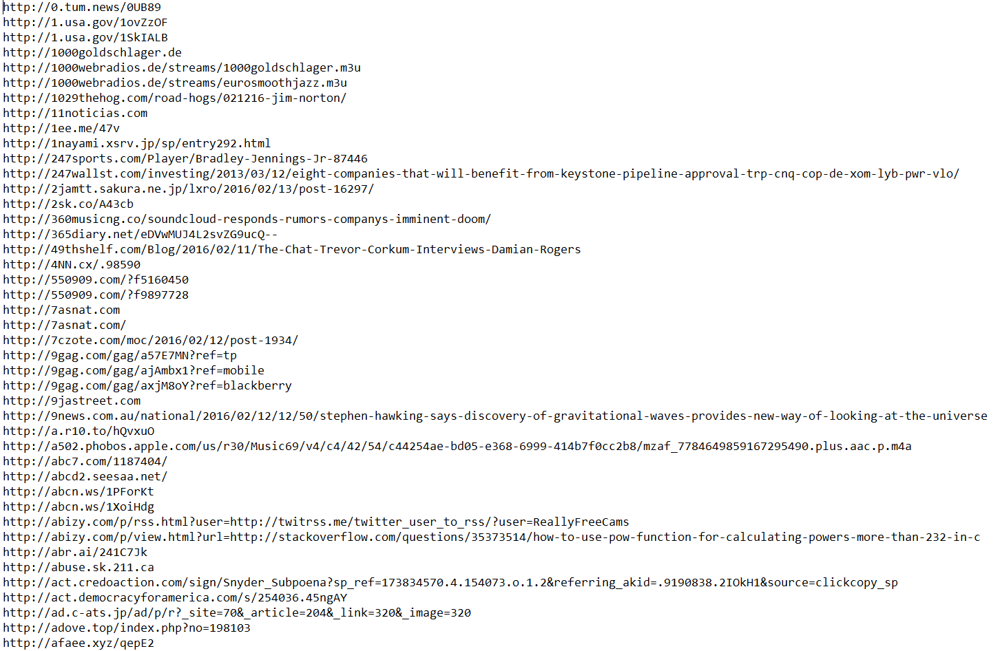 http://0.tum.news/0UB89
http://1.usa.gov/1ovZzOF
http://1.usa.gov/1SkIALB
http://1000goldschlager.de
http://1000webradios.de/streams/1000goldschlager.m3u
http://1000webradios.de/streams/eurosmoothjazz.m3u
http://1029thehog.com/road-hogs/021216-jim-norton/
http://11noticias.com
http://1ee.me/47v
http://1nayami.xsrv.jp/sp/entry292.html
http://247sports.com/Player/Bradley-Jennings-Jr-87446
http://247wallst.com/investing/2013/03/12/eight-companies-that-will-benefit-from-keystone-pipeline-approval-trp-cnq-cop-de-xom-lyb-pwr-vlo/
http://2jamtt.sakura.ne.jp/lxro/2016/02/13/post-16297/
http://2sk.co/A43cb
http://360musicng.co/soundcloud-responds-rumors-companys-imminent-doom/
http://365diary.net/eDVwMUJ4L2svZG9ucQ--
http://49thshelf.com/Blog/2016/02/11/The-Chat-Trevor-Corkum-Interviews-Damian-Rogers
http://4NN.cx/.98590
http://550909.com/?f5160450
http://550909.com/?f9897728
http://7asnat.com
http://7asnat.com/
http://7czote.com/moc/2016/02/12/post-1934/
http://9gag.com/gag/a57E7MN?ref=tp
http://9gag.com/gag/ajAmbx1?ref=mobile
http://9gag.com/gag/axjM8oY?ref=blackberry
http://9jastreet.com
http://9news.com.au/national/2016/02/12/12/50/stephen-hawking-says-discovery-of-gravitational-waves-provides-new-way-of-looking-at-the-universe
http://a.r10.to/hQvxuO
http://a502.phobos.apple.com/us/r30/Music69/v4/c4/42/54/c44254ae-bd05-e368-6999-414b7f0cc2b8/mzaf_7784649859167295490.plus.aac.p.m4a
http://abc7.com/1187404/
http://abcd2.seesaa.net/
http://abcn.ws/1PForKt
http://abcn.ws/1XoiHdg
http://abizy.com/p/rss.html?user=http://twitrss.me/twitter_user_to_rss/?user=ReallyFreeCams
http://abizy.com/p/view.html?url=http://stackoverflow.com/questions/35373514/how-to-use-pow-function-for-calculating-powers-more-than-232-in-c
http://abr.ai/241C7Jk
http://abuse.sk.211.ca
http://act.credoaction.com/sign/Snyder_Subpoena?sp_ref=173834570.4.154073.o.1.2&referring_akid=.9190838.2IOkH1&source=clickcopy_sp
http://act.democracyforamerica.com/s/254036.45ngAY
http://ad.c-ats.jp/ad/p/r?_site=70&_article=204&_link=320&_image=320
http://adove.top/index.php?no=198103
http://afaee.xyz/qepE2